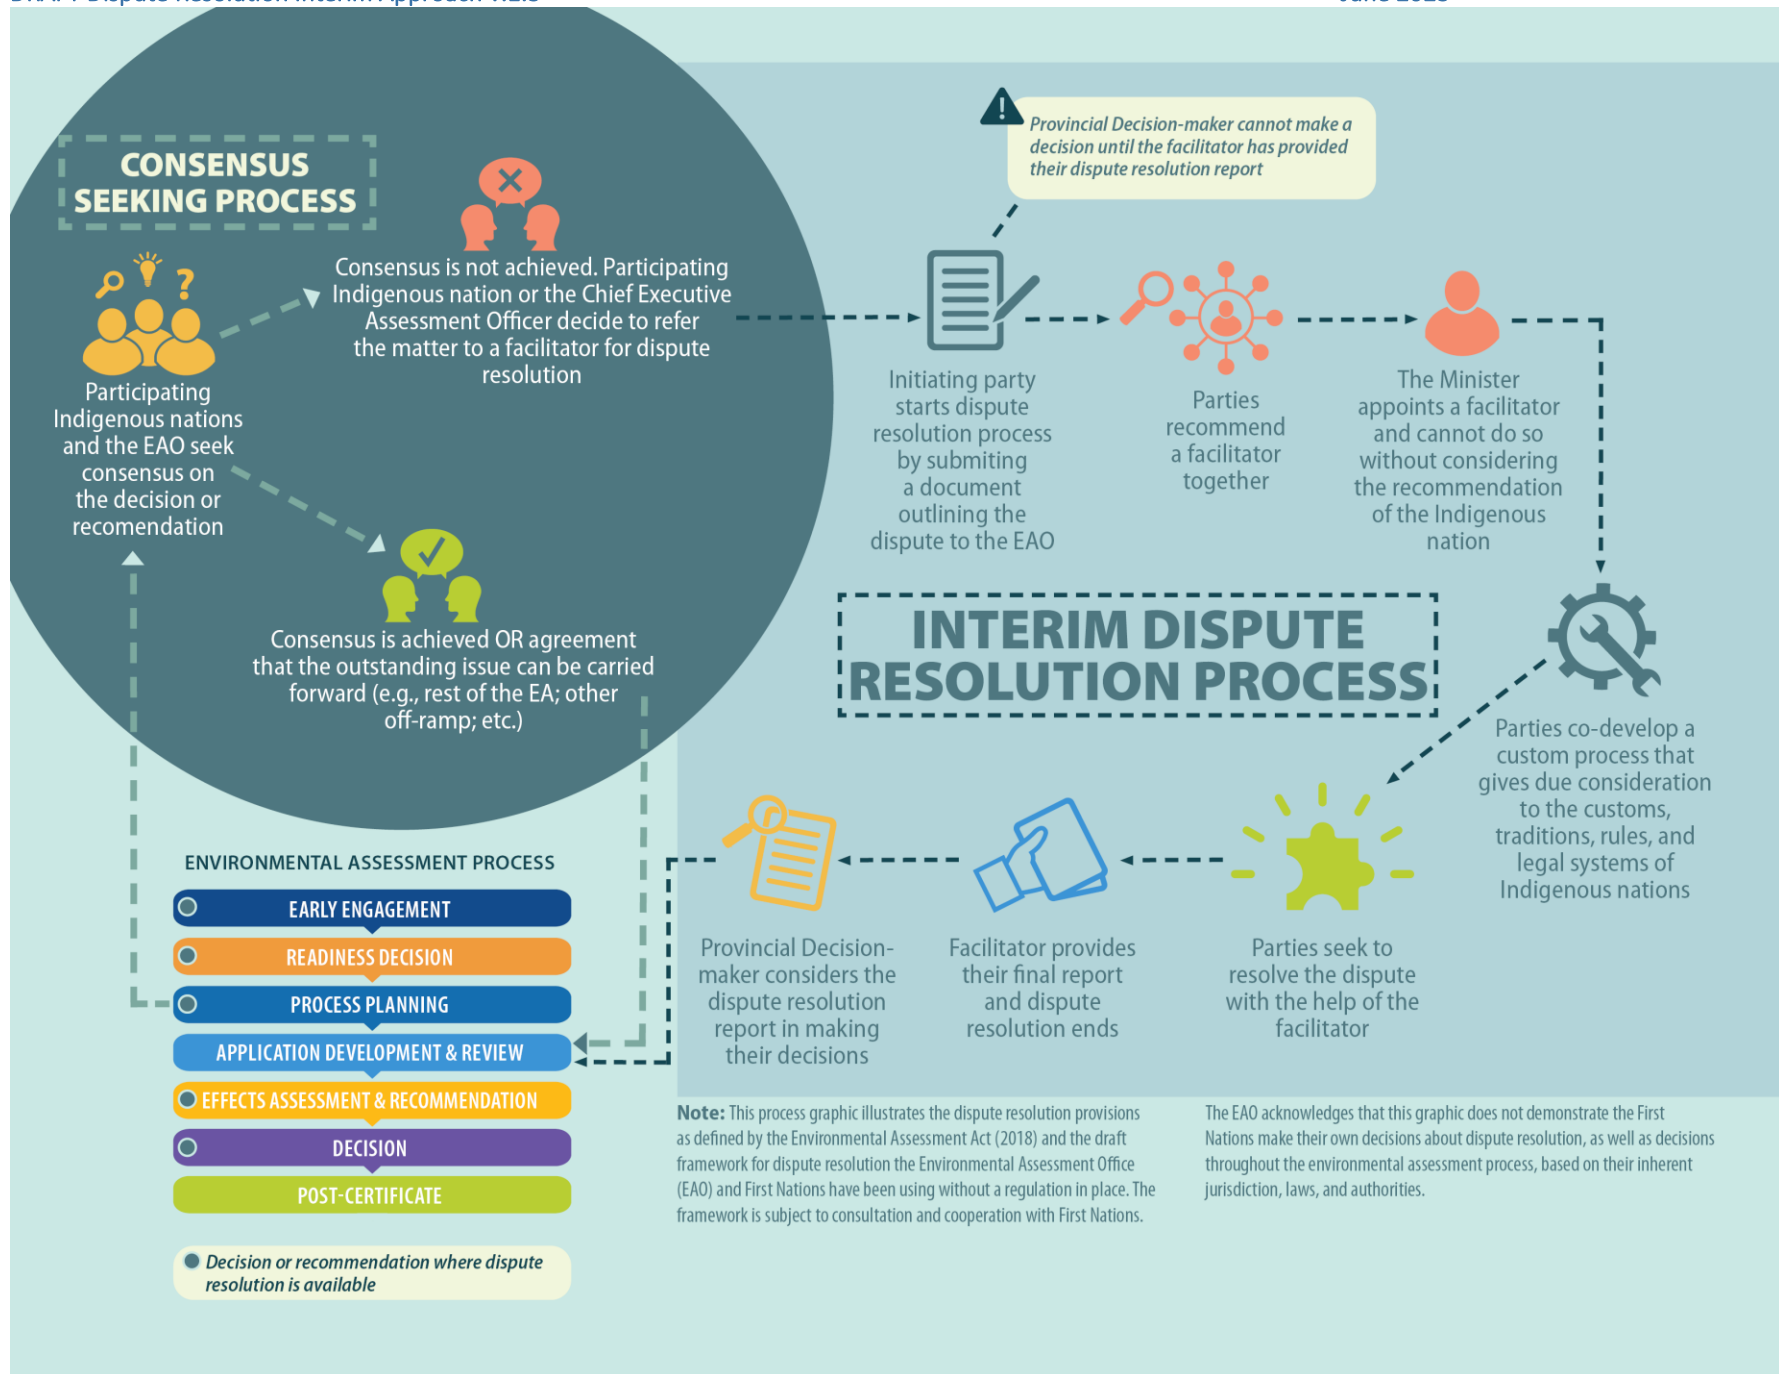 DRAFT Dispute Resolution Interim Approach V.2.3
June 2023
CONSENSUS
SEEKING PROCESS
Participating
Indigenous nations
and the EAO seek
consensus on
the decision or
recomendation
Consensus is not achieved. Participating
Indigenous nation or the Chief Executive
Assessment Officer decide to refer
the matter to a facilitator for dispute
resolution
Consensus is achieved OR agreement
that the outstanding issue can be carried
forward (e.g., rest of the EA; other
off-ramp; etc.)
Provincial Decision-maker cannot make a
decision until the facilitator has provided
their dispute resolution report
Initiating party
starts dispute
resolution process
by submiting
a document
outlining the
dispute to the EAO
Parties
recommend
a facilitator
together
The Minister
appoints a facilitator
and cannot do so
without considering
the recommendation
of the Indigenous
nation
INTERIM DISPUTE
RESOLUTION PROCESS
Parties co-develop a
custom process that
gives due consideration
to the customs,
traditions, rules, and
legal systems of
Indigenous nations
Parties seek to
resolve the dispute
with the help of the
facilitator
Facilitator provides
their final report
and dispute
resolution ends
Provincial Decision-
maker considers the
dispute resolution
report in making
their decisions
ENVIRONMENTAL ASSESSMENT PROCESS
EARLY ENGAGEMENT
READINESS DECISION
PROCESS PLANNING
APPLICATION DEVELOPMENT & REVIEW
EFFECTS ASSESSMENT & RECOMMENDATION
DECISION
POST-CERTIFICATE
Decision or recommendation where dispute
resolution is available
Note: This process graphic illustrates the dispute resolution provisions
as defined by the Environmental Assessment Act (2018) and the draft
framework for dispute resolution the Environmental Assessment Office
(EAO) and First Nations have been using without a regulation in place. The
framework is subject to consultation and cooperation with First Nations.
The EAO acknowledges that this graphic does not demonstrate the First
Nations make their own decisions about dispute resolution, as well as decisions
throughout the environmental assessment process, based on their inherent
jurisdiction, laws, and authorities.